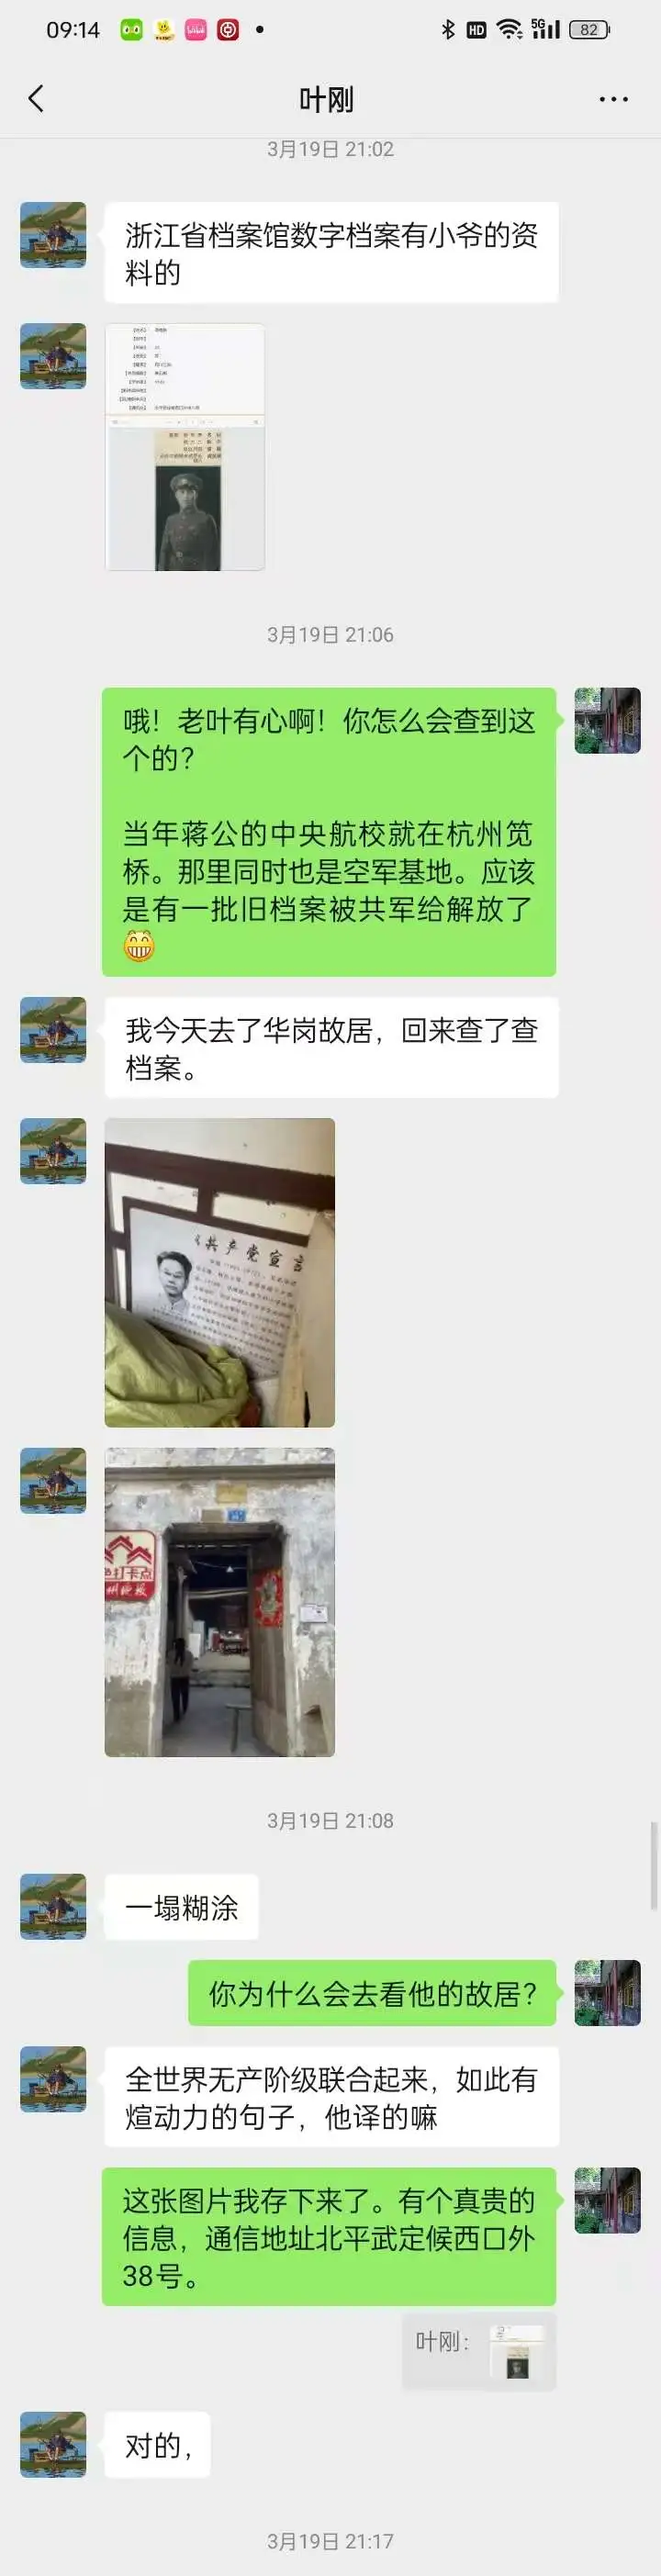 09:14
HD
5G
82
叶刚
3月19日 21:02
浙江省档案馆数字档案有小爷的资
料的
3月19日 21:06
哦！老叶有心啊！你怎么会查到这
个的？
当年蒋公的中央航校就在杭州笕
桥。那里同时也是空军基地。应该
是有一批旧档案被共军给解放了
我今天去了华岗故居，回来查了查
档案。
《共产党宣言
打卡点
3月19日 21:08
一塌糊涂
你为什么会去看他的故居？
全世界无产阶级联合起来，如此有
煊动力的句子，他译的嘛
这张图片我存下来了。有个真贵的
信息，通信地址北平武定候西口外
38号。
叶刚：
对的，
3月19日 21:17